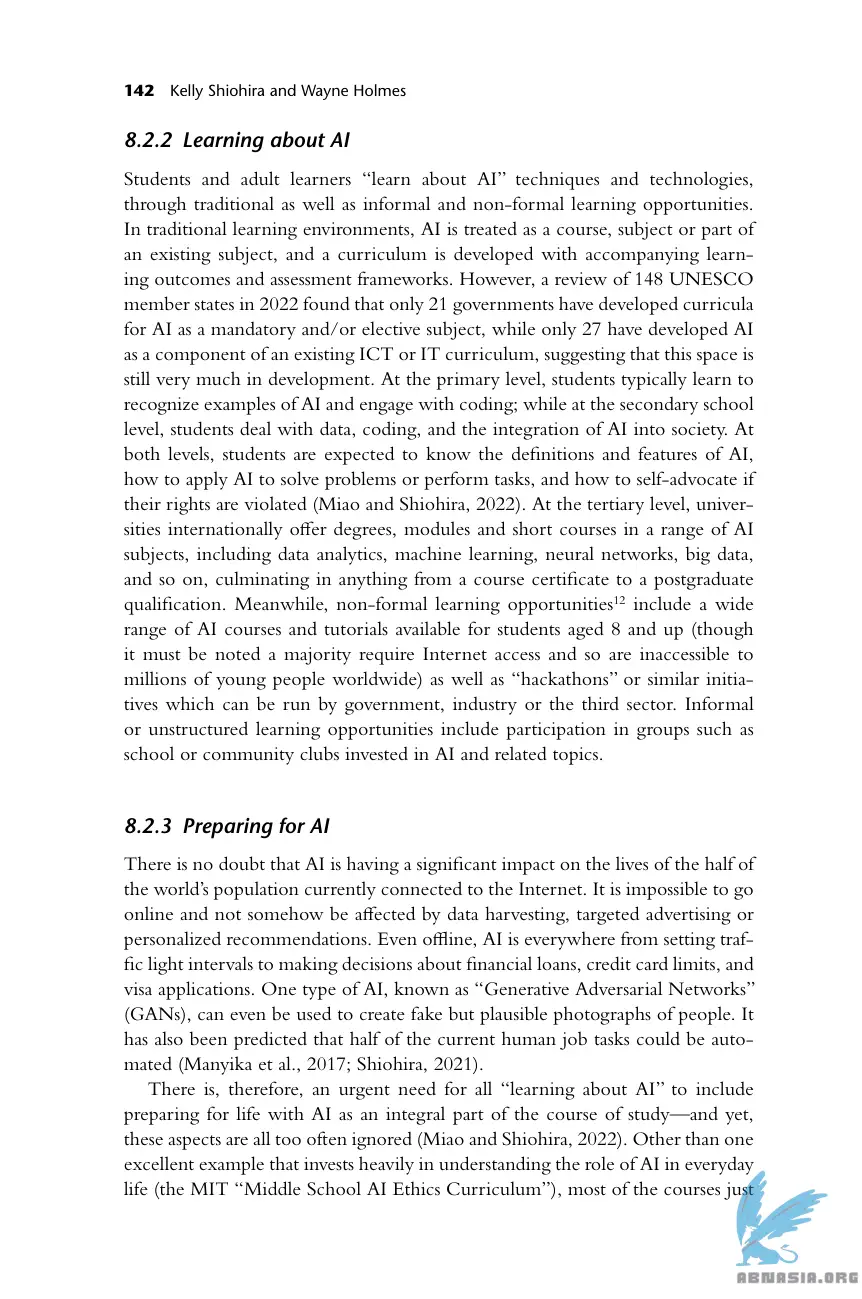 142 Kelly Shiohira and Wayne Holmes
8.2.2 Learning about AI
Students and adult learners “learn about AI” techniques and technologies,
through traditional as well as informal and non-formal learning opportunities.
In traditional learning environments, AI is treated as a course, subject or part of
an existing subject, and a curriculum is developed with accompanying learn-
ing outcomes and assessment frameworks. However, a review of 148 UNESCO
member states in 2022 found that only 21 governments have developed curricula
for AI as a mandatory and/or elective subject, while only 27 have developed AI
as a component of an existing ICT or IT curriculum, suggesting that this space is
still very much in development. At the primary level, students typically learn to
recognize examples of AI and engage with coding; while at the secondary school
level, students deal with data, coding, and the integration of AI into society. At
both levels, students are expected to know the definitions and features of AI,
how to apply AI to solve problems or perform tasks, and how to self-advocate if
their rights are violated (Miao and Shiohira, 2022). At the tertiary level, univer-
sities internationally offer degrees, modules and short courses in a range of AI
subjects, including data analytics, machine learning, neural networks, big data,
and so on, culminating in anything from a course certificate to a postgraduate
qualification. Meanwhile, non-formal learning opportunities¹² include a wide
range of AI courses and tutorials available for students aged 8 and up (though
it must be noted a majority require Internet access and so are inaccessible to
millions of young people worldwide) as well as “hackathons” or similar initia-
tives which can be run by government, industry or the third sector. Informal
or unstructured learning opportunities include participation in groups such as
school or community clubs invested in AI and related topics.
8.2.3 Preparing for AI
There is no doubt that AI is having a significant impact on the lives of the half of
the world’s population currently connected to the Internet. It is impossible to go
online and not somehow be affected by data harvesting, targeted advertising or
personalized recommendations. Even offline, AI is everywhere from setting traf-
fic light intervals to making decisions about financial loans, credit card limits, and
visa applications. One type of AI, known as “Generative Adversarial Networks”
(GANs), can even be used to create fake but plausible photographs of people. It
has also been predicted that half of the current human job tasks could be auto-
mated (Manyika et al., 2017; Shiohira, 2021).
There is, therefore, an urgent need for all “learning about AI” to include
preparing for life with AI as an integral part of the course of study—and yet,
these aspects are all too often ignored (Miao and Shiohira, 2022). Other than one
excellent example that invests heavily in understanding the role of AI in everyday
life (the MIT “Middle School AI Ethics Curriculum”), most of the courses just
ABNASIA.ORG